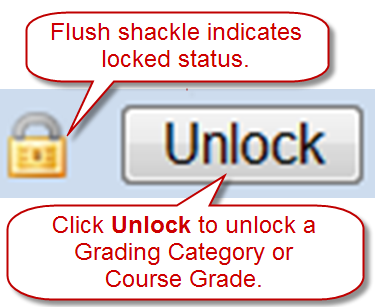 Flush shackle indicates
locked status.
Unlock
Click Unlock to unlock a
Grading Category or
Course Grade.